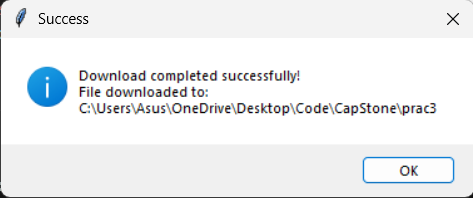 Success
Download completed successfully!
File downloaded to:
C:\Users\Asus\OneDrive\Desktop\Code\CapStone\prac3
OK